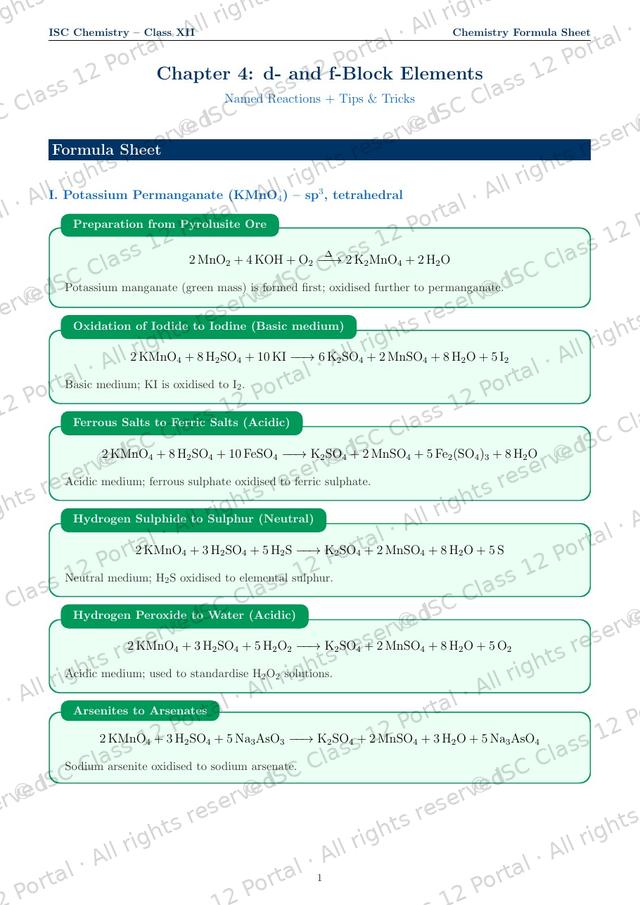 ISC Chemistry – Class XII Chemistry Formula Sheet
Chapter 4: d- and f-Block Elements
Named Reactions + Tips & Tricks
Formula Sheet
I. Potassium Permanganate (KMnO₄) – sp³, tetrahedral
Preparation from Pyrolusite Ore
2 MnO₂ + 4 KOH + O₂ —Δ→ 2 K₂MnO₄ + 2 H₂O
Potassium manganate (green mass) is formed first; oxidised further to permanganate.
Oxidation of Iodide to Iodine (Basic medium)
2 KMnO₄ + 8 H₂SO₄ + 10 KI ⟶ 6 K₂SO₄ + 2 MnSO₄ + 8 H₂O + 5 I₂
Basic medium; KI is oxidised to I₂.
Ferrous Salts to Ferric Salts (Acidic)
2 KMnO₄ + 8 H₂SO₄ + 10 FeSO₄ ⟶ K₂SO₄ + 2 MnSO₄ + 5 Fe₂(SO₄)₃ + 8 H₂O
Acidic medium; ferrous sulphate oxidised to ferric sulphate.
Hydrogen Sulphide to Sulphur (Neutral)
2 KMnO₄ + 3 H₂SO₄ + 5 H₂S ⟶ K₂SO₄ + 2 MnSO₄ + 8 H₂O + 5 S
Neutral medium; H₂S oxidised to elemental sulphur.
Hydrogen Peroxide to Water (Acidic)
2 KMnO₄ + 3 H₂SO₄ + 5 H₂O₂ ⟶ K₂SO₄ + 2 MnSO₄ + 8 H₂O + 5 O₂
Acidic medium; used to standardise H₂O₂ solutions.
Arsenites to Arsenates
2 KMnO₄ + 3 H₂SO₄ + 5 Na₃AsO₃ ⟶ K₂SO₄ + 2 MnSO₄ + 3 H₂O + 5 Na₃AsO₄
Sodium arsenite oxidised to sodium arsenate.
1
@ISC Class 12 Portal · All rights reserved